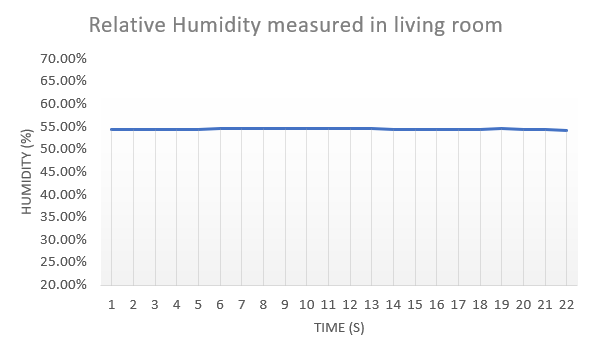 Relative Humidity measured in living room
70.00%
65.00%
60.00%
55.00%
50.00%
45.00%
40.00%
35.00%
30.00%
25.00%
20.00%
HUMIDITY (%)
1 2 3 4 5 6 7 8 9 10 11 12 13 14 15 16 17 18 19 20 21 22
TIME (S)